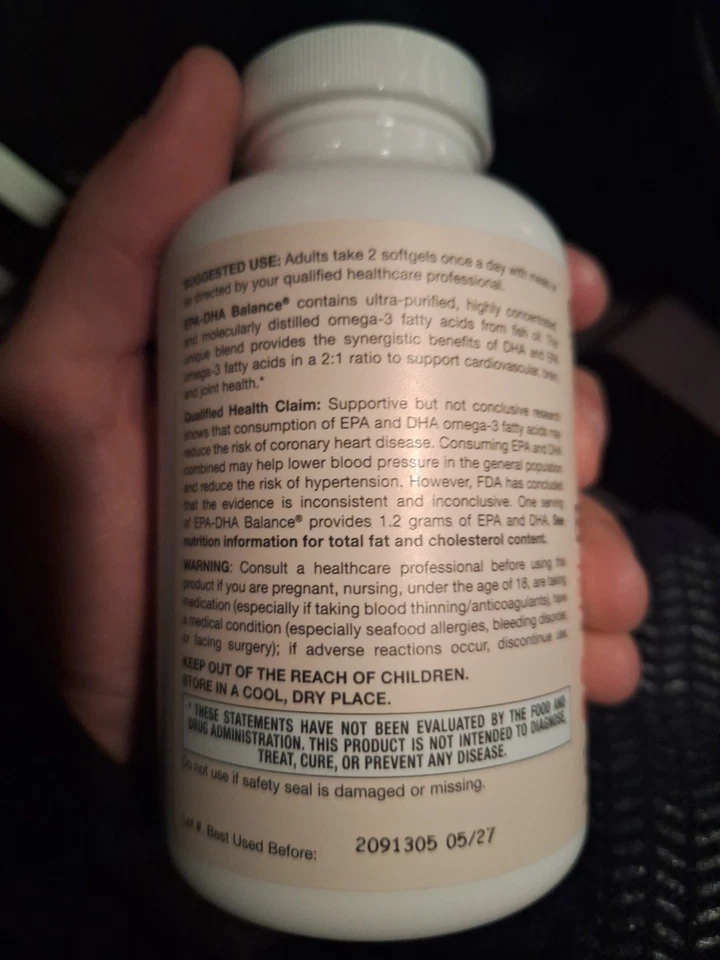 SUGGESTED USE: Adults take 2 softgels once a day with meals or
as directed by your qualified healthcare professional.
EPA-DHA Balance® contains ultra-purified, highly concentrated,
and molecularly distilled omega-3 fatty acids from fish oil. This
unique blend provides the synergistic benefits of DHA and EPA
omega-3 fatty acids in a 2:1 ratio to support cardiovascular, brain,
and joint health.*
Qualified Health Claim: Supportive but not conclusive research
shows that consumption of EPA and DHA omega-3 fatty acids may
reduce the risk of coronary heart disease. Consuming EPA and DHA
combined may help lower blood pressure in the general population
and reduce the risk of hypertension. However, FDA has concluded
that the evidence is inconsistent and inconclusive. One serving
of EPA-DHA Balance® provides 1.2 grams of EPA and DHA. See
nutrition information for total fat and cholesterol content.
WARNING: Consult a healthcare professional before using this
product if you are pregnant, nursing, under the age of 18, are taking
medication (especially if taking blood thinning/anticoagulants), have
a medical condition (especially seafood allergies, bleeding disorder,
or facing surgery); if adverse reactions occur, discontinue use.
KEEP OUT OF THE REACH OF CHILDREN.
STORE IN A COOL, DRY PLACE.
* THESE STATEMENTS HAVE NOT BEEN EVALUATED BY THE FOOD AND
DRUG ADMINISTRATION. THIS PRODUCT IS NOT INTENDED TO DIAGNOSE,
TREAT, CURE, OR PREVENT ANY DISEASE.
Do not use if safety seal is damaged or missing.
Lot #, Best Used Before: 2091305 05/27